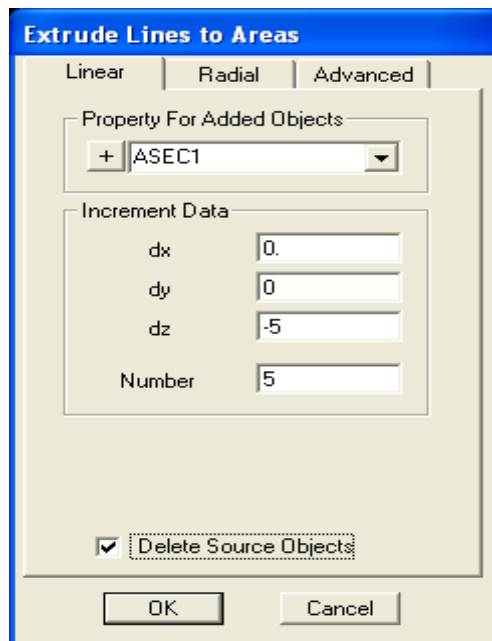 Extrude Lines to Areas
Linear Radial Advanced
Property For Added Objects
+ ASEC1
Increment Data
dx 0.
dy 0
dz -5
Number 5
Delete Source Objects
OK Cancel